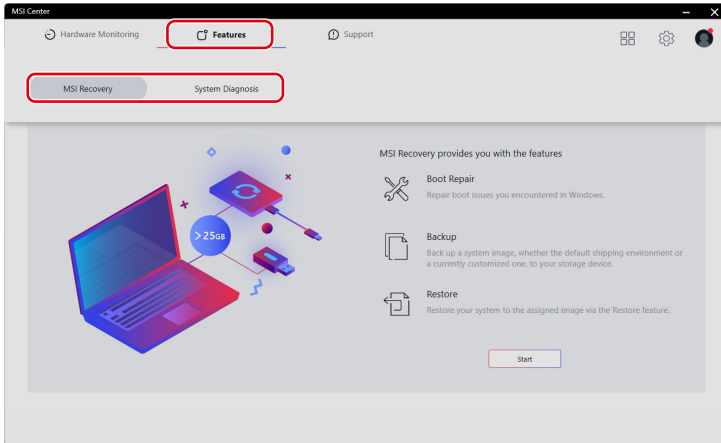 MSI Center
Hardware Monitoring
Features
Support
MSI Recovery
System Diagnosis
MSI Recovery provides you with the features
Boot Repair
Repair boot issues you encountered in Windows.
>25GB
Backup
Back up a system image, whether the default shipping environment or
a currently customized one, to your storage device.
Restore
Restore your system to the assigned image via the Restore feature.
Start